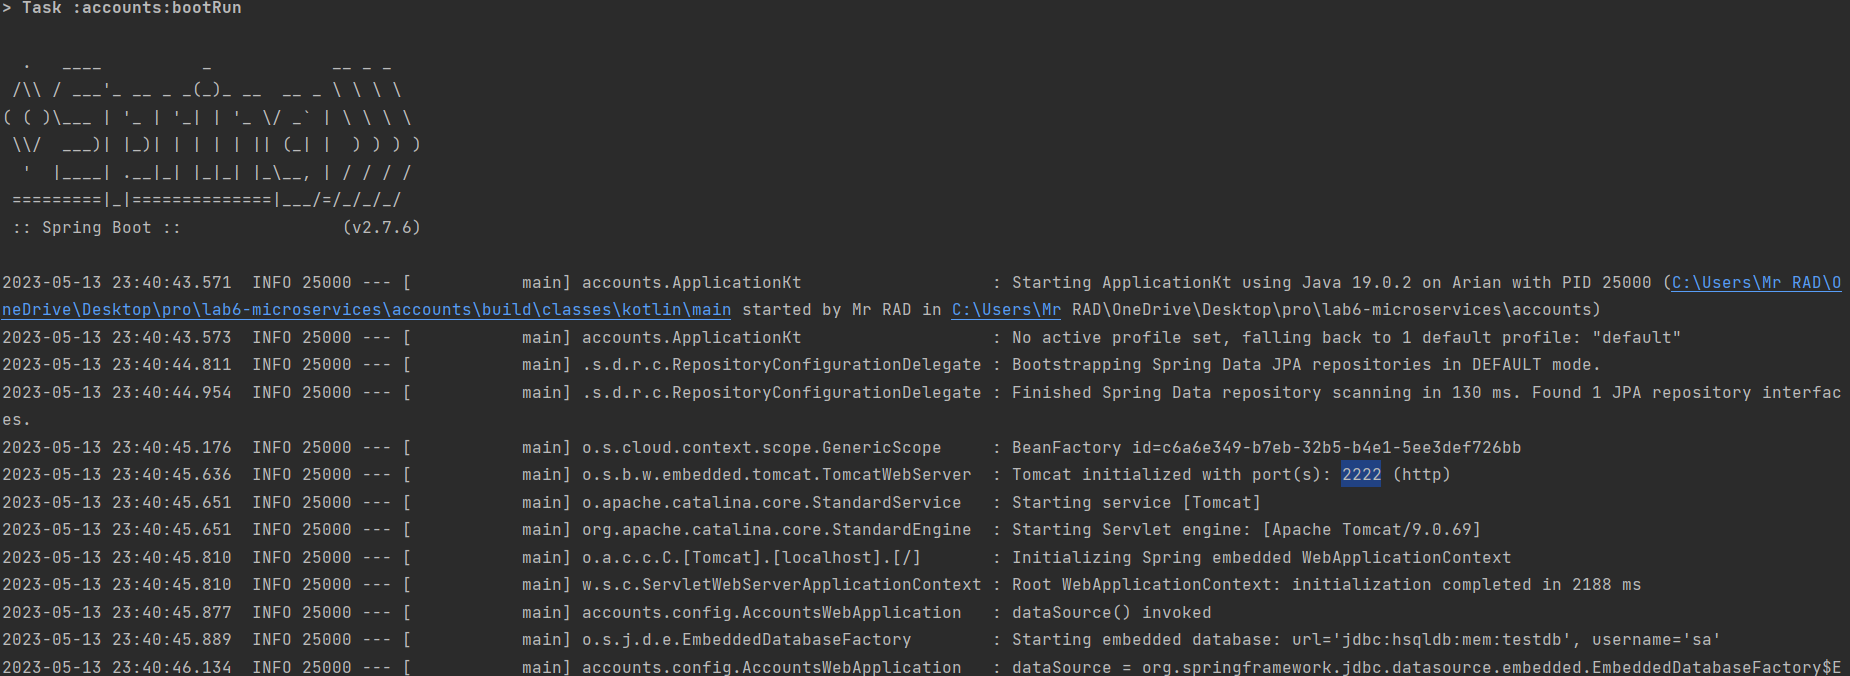 > Task :accounts:bootRun
  .   ____          _            __ _ _
 /\\ / ___'_ __ _ _(_)_ __  __ _ \ \ \ \
( ( )\___ | '_ | '_| | '_ \/ _` | \ \ \ \
 \\/  ___)| |_)| | | | | || (_| |  ) ) ) )
  '  |____| .__|_| |_|_| |_\__, | / / / /
 =========|_|==============|___/=/_/_/_/
 :: Spring Boot ::                (v2.7.6)
2023-05-13 23:40:43.571  INFO 25000 --- [           main] accounts.ApplicationKt                   : Starting ApplicationKt using Java 19.0.2 on Arian with PID 25000 (C:\Users\Mr RAD\O
neDrive\Desktop\pro\lab6-microservices\accounts\build\classes\kotlin\main started by Mr RAD in C:\Users\Mr RAD\OneDrive\Desktop\pro\lab6-microservices\accounts)
2023-05-13 23:40:43.573  INFO 25000 --- [           main] accounts.ApplicationKt                   : No active profile set, falling back to 1 default profile: "default"
2023-05-13 23:40:44.811  INFO 25000 --- [           main] .s.d.r.c.RepositoryConfigurationDelegate : Bootstrapping Spring Data JPA repositories in DEFAULT mode.
2023-05-13 23:40:44.954  INFO 25000 --- [           main] .s.d.r.c.RepositoryConfigurationDelegate : Finished Spring Data repository scanning in 130 ms. Found 1 JPA repository interfac
es.
2023-05-13 23:40:45.176  INFO 25000 --- [           main] o.s.cloud.context.scope.GenericScope     : BeanFactory id=c6a6e349-b7eb-32b5-b4e1-5ee3def726bb
2023-05-13 23:40:45.636  INFO 25000 --- [           main] o.s.b.w.embedded.tomcat.TomcatWebServer  : Tomcat initialized with port(s): 2222 (http)
2023-05-13 23:40:45.651  INFO 25000 --- [           main] o.apache.catalina.core.StandardService   : Starting service [Tomcat]
2023-05-13 23:40:45.651  INFO 25000 --- [           main] org.apache.catalina.core.StandardEngine  : Starting Servlet engine: [Apache Tomcat/9.0.69]
2023-05-13 23:40:45.810  INFO 25000 --- [           main] o.a.c.c.C.[Tomcat].[localhost].[/]       : Initializing Spring embedded WebApplicationContext
2023-05-13 23:40:45.810  INFO 25000 --- [           main] w.s.c.ServletWebServerApplicationContext : Root WebApplicationContext: initialization completed in 2188 ms
2023-05-13 23:40:45.877  INFO 25000 --- [           main] accounts.config.AccountsWebApplication   : dataSource() invoked
2023-05-13 23:40:45.889  INFO 25000 --- [           main] o.s.j.d.e.EmbeddedDatabaseFactory        : Starting embedded database: url='jdbc:hsqldb:mem:testdb', username='sa'
2023-05-13 23:40:46.134  INFO 25000 --- [           main] accounts.config.AccountsWebApplication   : dataSource = org.springframework.jdbc.datasource.embedded.EmbeddedDatabaseFactory$E